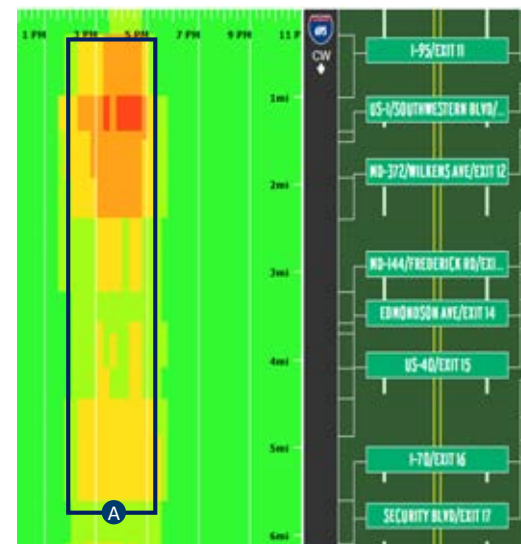 1 PM 3 PM 5 PM 7 PM 9 PM 11 P
695
CW
I-95/EXIT 11
1mi
US-1/SOUTHWESTERN BLVD/...
MD-372/WILKENS AVE/EXIT 12
2mi
MD-144/FREDERICK RD/EXI...
3mi
EDMONDSON AVE/EXIT 14
4mi
US-40/EXIT 15
5mi
I-70/EXIT 16
A
SECURITY BLVD/EXIT 17
6mi